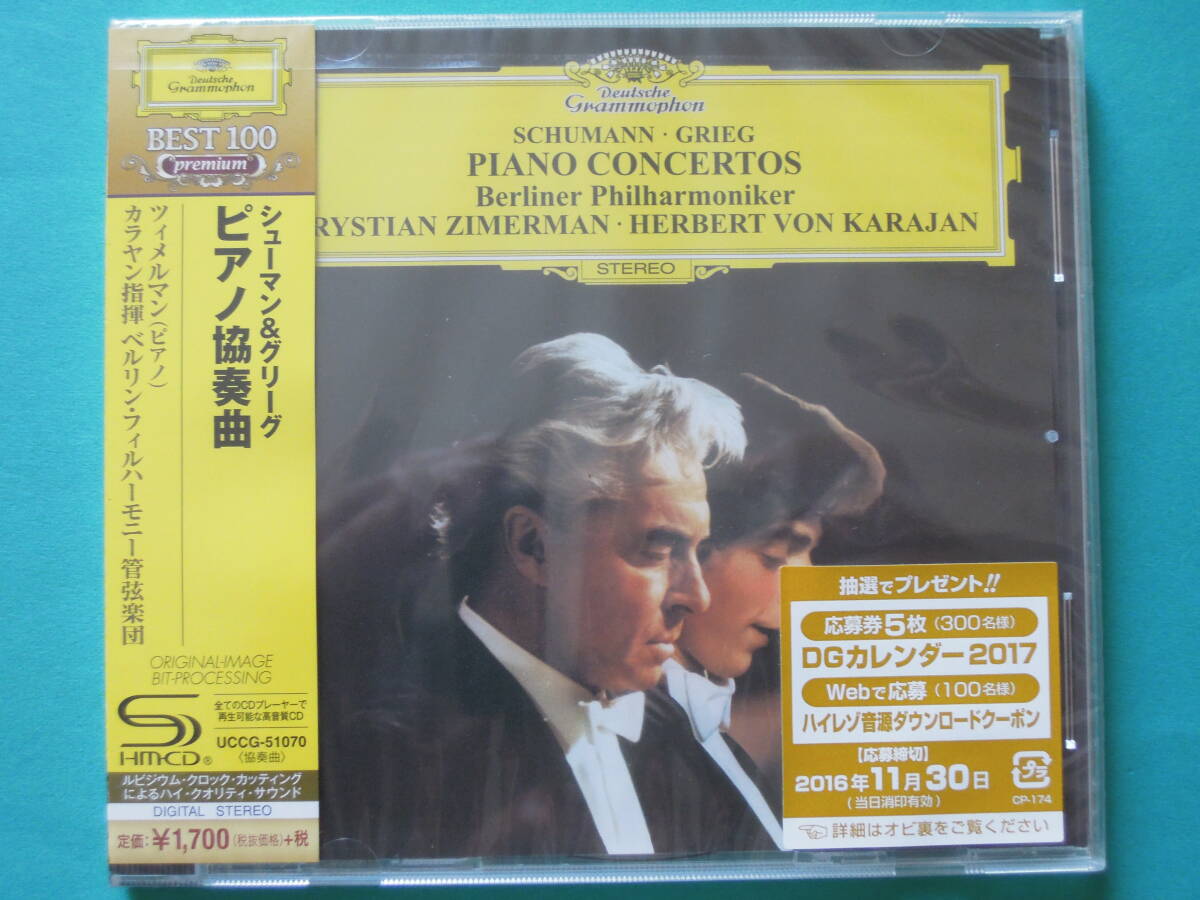 Deutsche
Grammophon
BEST 100
premium
シューマン&グリーグ
ピアノ協奏曲
ツィメルマン(ピアノ)
カラヤン指揮 ベルリン・フィルハーモニー管弦楽団
ORIGINAL-IMAGE
BIT-PROCESSING
SHM-CD®
全てのCDプレーヤーで
再生可能な高音質CD
UCCG-51070
〈協奏曲〉
ルビジウム・クロック・カッティング
によるハイ・クオリティ・サウンド
DIGITAL STEREO
定価:¥1,700(税抜価格)+税
Deutsche
Grammophon
SCHUMANN · GRIEG
PIANO CONCERTOS
Berliner Philharmoniker
RYSTIAN ZIMERMAN · HERBERT VON KARAJAN
STEREO
抽選でプレゼント!!
応募券5枚(300名様)
DGカレンダー2017
Webで応募(100名様)
ハイレゾ音源ダウンロードクーポン
【応募締切】
2016年11月30日
(当日消印有効)
プラ
CP-174
詳細はオビ裏をご覧ください